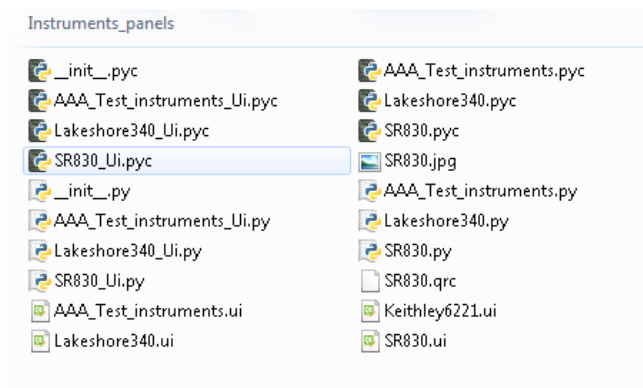 Instruments_panels
__init__.pyc AAA_Test_instruments.pyc
AAA_Test_instruments_Ui.pyc Lakeshore340.pyc
Lakeshore340_Ui.pyc SR830.pyc
SR830_Ui.pyc SR830.jpg
__init__.py AAA_Test_instruments.py
AAA_Test_instruments_Ui.py Lakeshore340.py
Lakeshore340_Ui.py SR830.py
SR830_Ui.py SR830.qrc
AAA_Test_instruments.ui Keithley6221.ui
Lakeshore340.ui SR830.ui